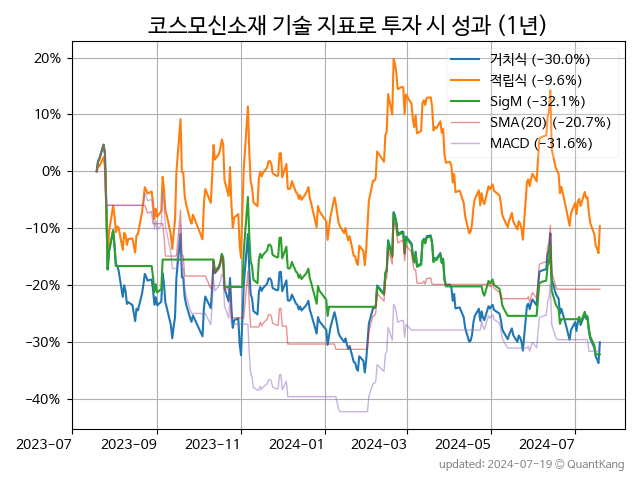 코스모신소재 기술 지표로 투자 시 성과 (1년)
거치식 (−30.0%)
적립식 (−9.6%)
SigM (−32.1%)
SMA(20) (−20.7%)
MACD (−31.6%)
20%
10%
0%
−10%
−20%
−30%
−40%
2023-07 2023-09 2023-11 2024-01 2024-03 2024-05 2024-07
updated: 2024-07-19 © QuantKang